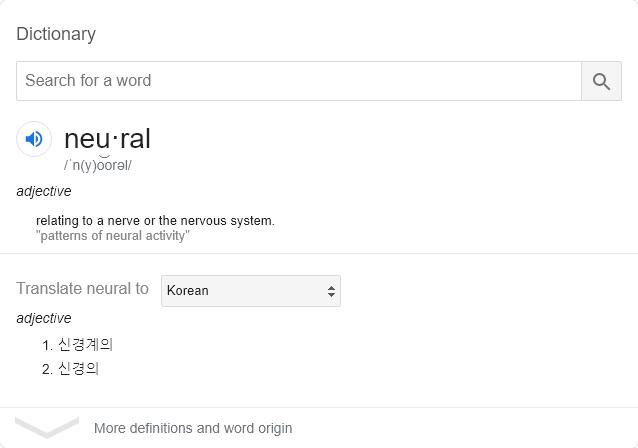 Dictionary
Search for a word
neu·ral
/ˈn(y)o͝orəl/
adjective
relating to a nerve or the nervous system.
"patterns of neural activity"
Translate neural to Korean
adjective
1. 신경계의
2. 신경의
More definitions and word origin